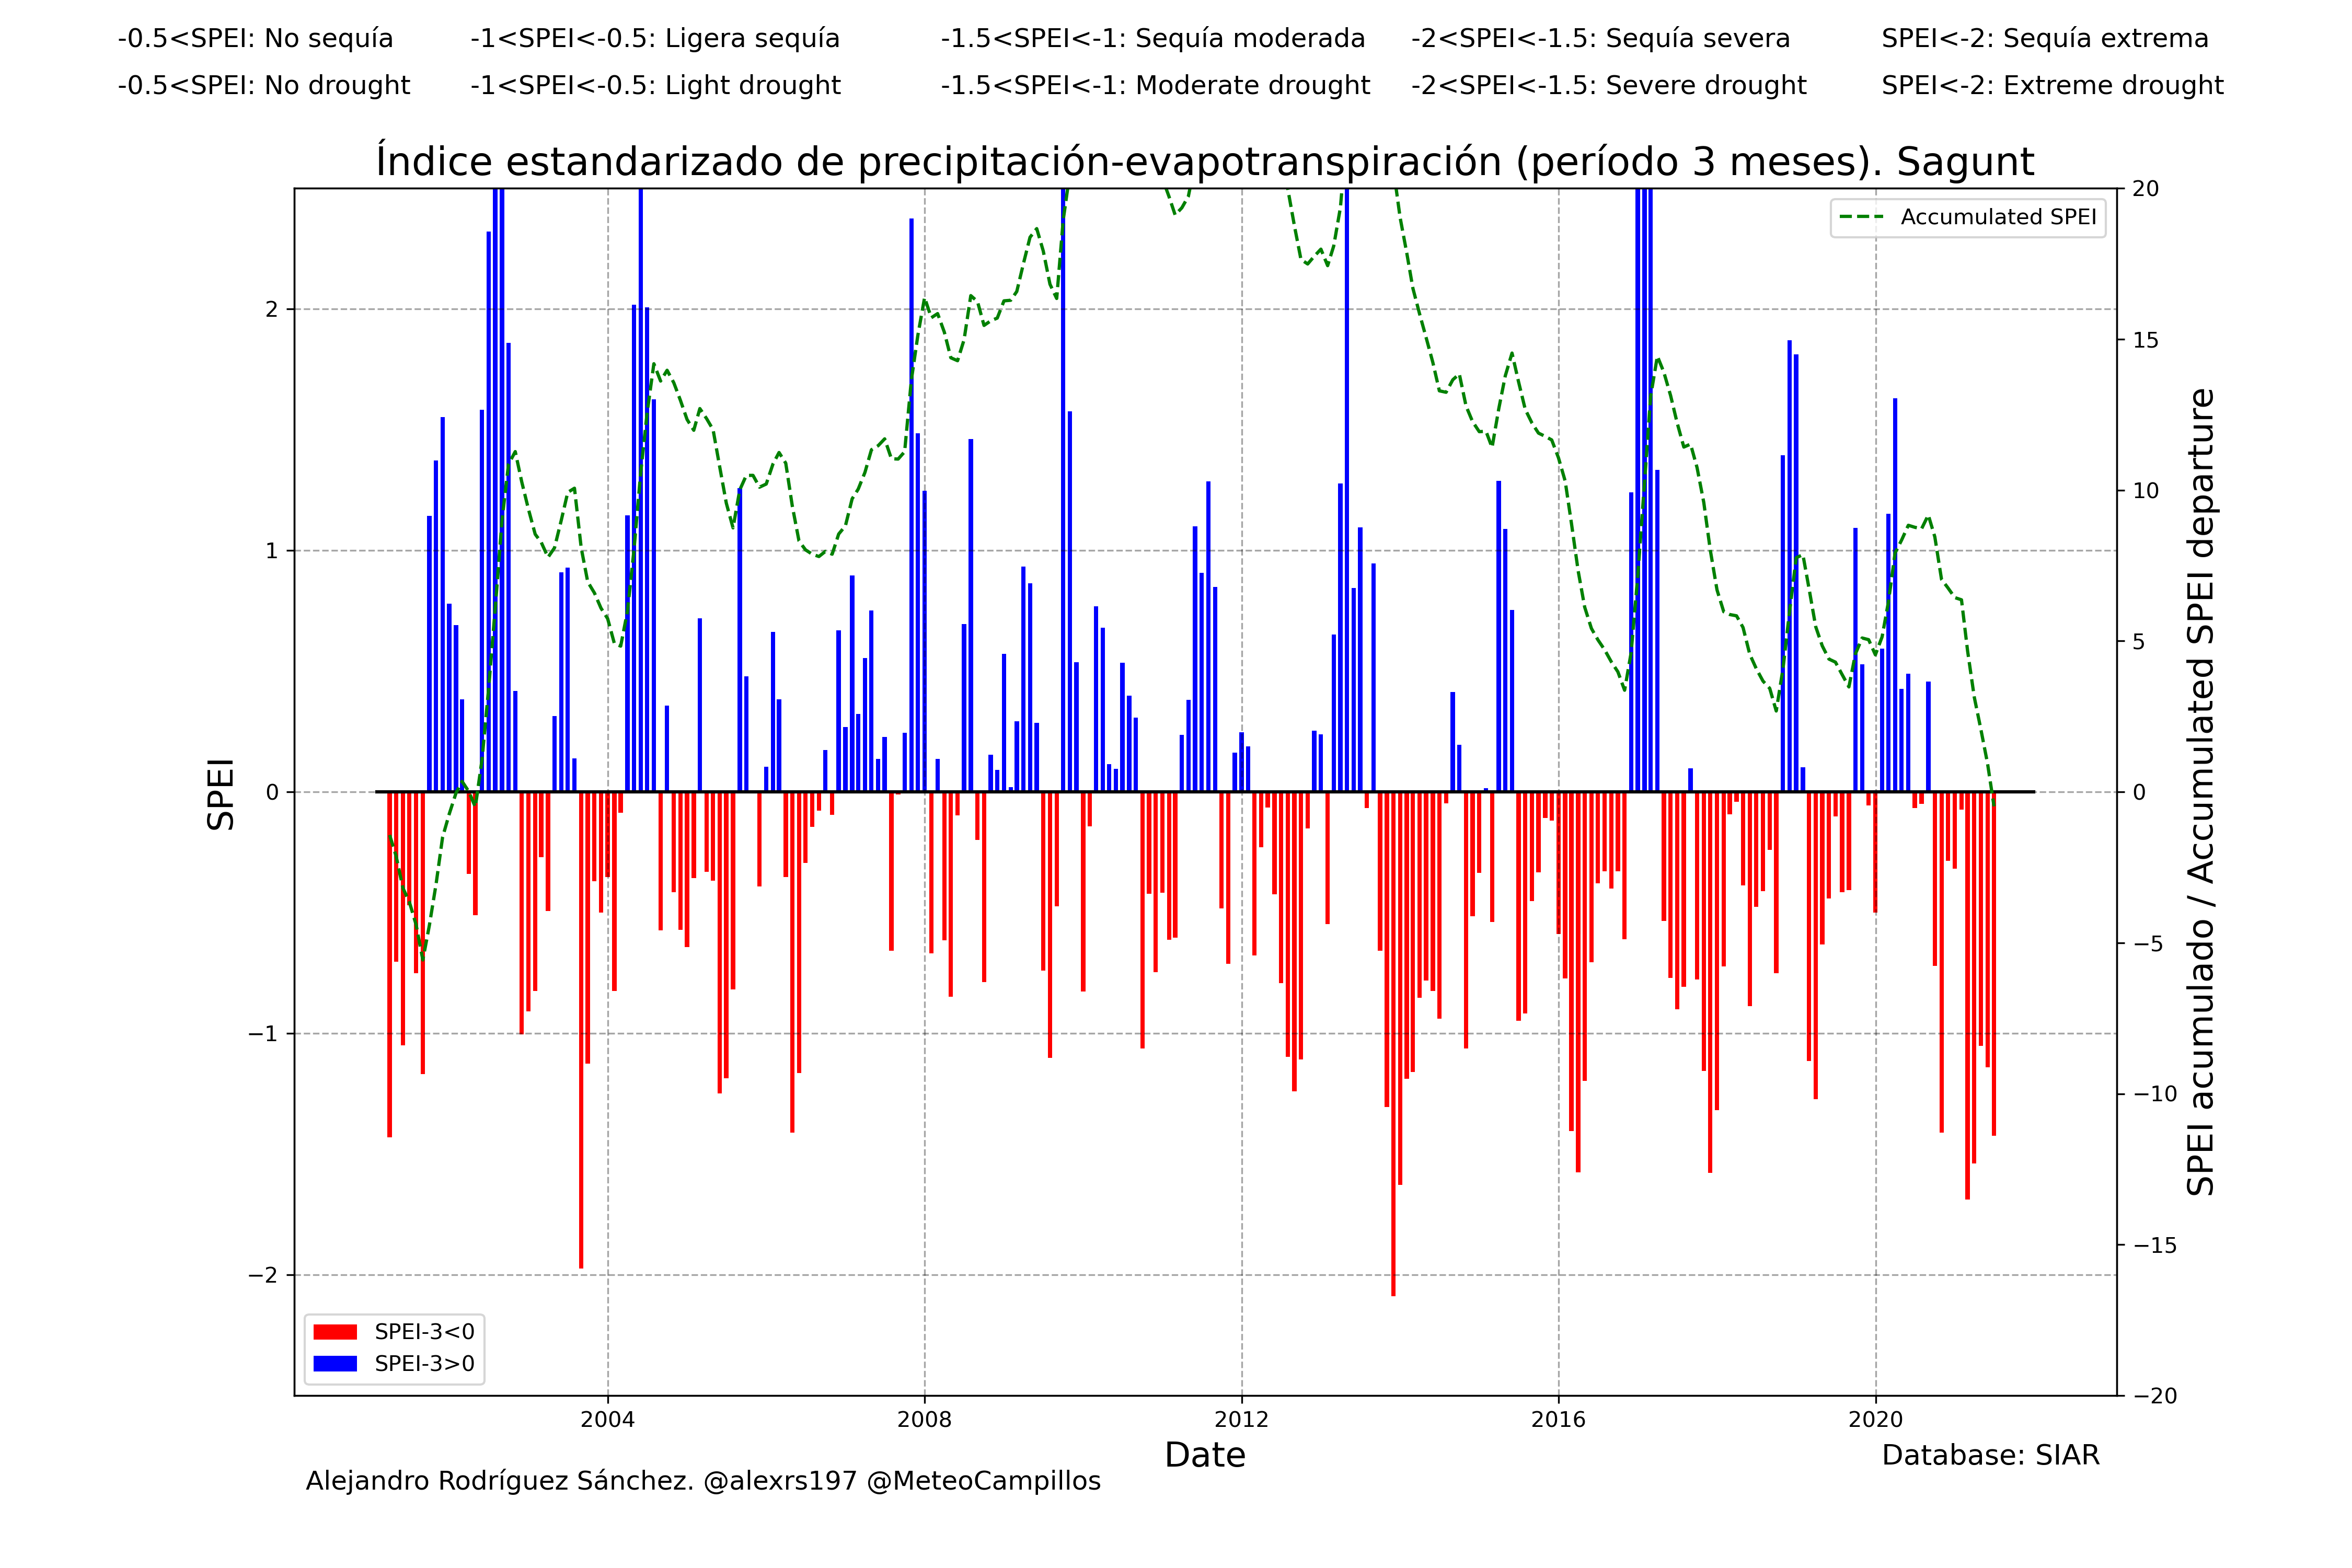 -0.5<SPEI: No sequía
-1<SPEI<-0.5: Ligera sequía
-1.5<SPEI<-1: Sequía moderada
-2<SPEI<-1.5: Sequía severa
SPEI<-2: Sequía extrema
-0.5<SPEI: No drought
-1<SPEI<-0.5: Light drought
-1.5<SPEI<-1: Moderate drought
-2<SPEI<-1.5: Severe drought
SPEI<-2: Extreme drought
Índice estandarizado de precipitación-evapotranspiración (período 3 meses). Sagunt
Accumulated SPEI
2
1
0
−1
−2
SPEI
20
15
10
5
0
−5
−10
−15
−20
SPEI acumulado / Accumulated SPEI departure
SPEI-3<0
SPEI-3>0
2004
2008
2012
2016
2020
Date
Database: SIAR
Alejandro Rodríguez Sánchez. @alexrs197 @MeteoCampillos